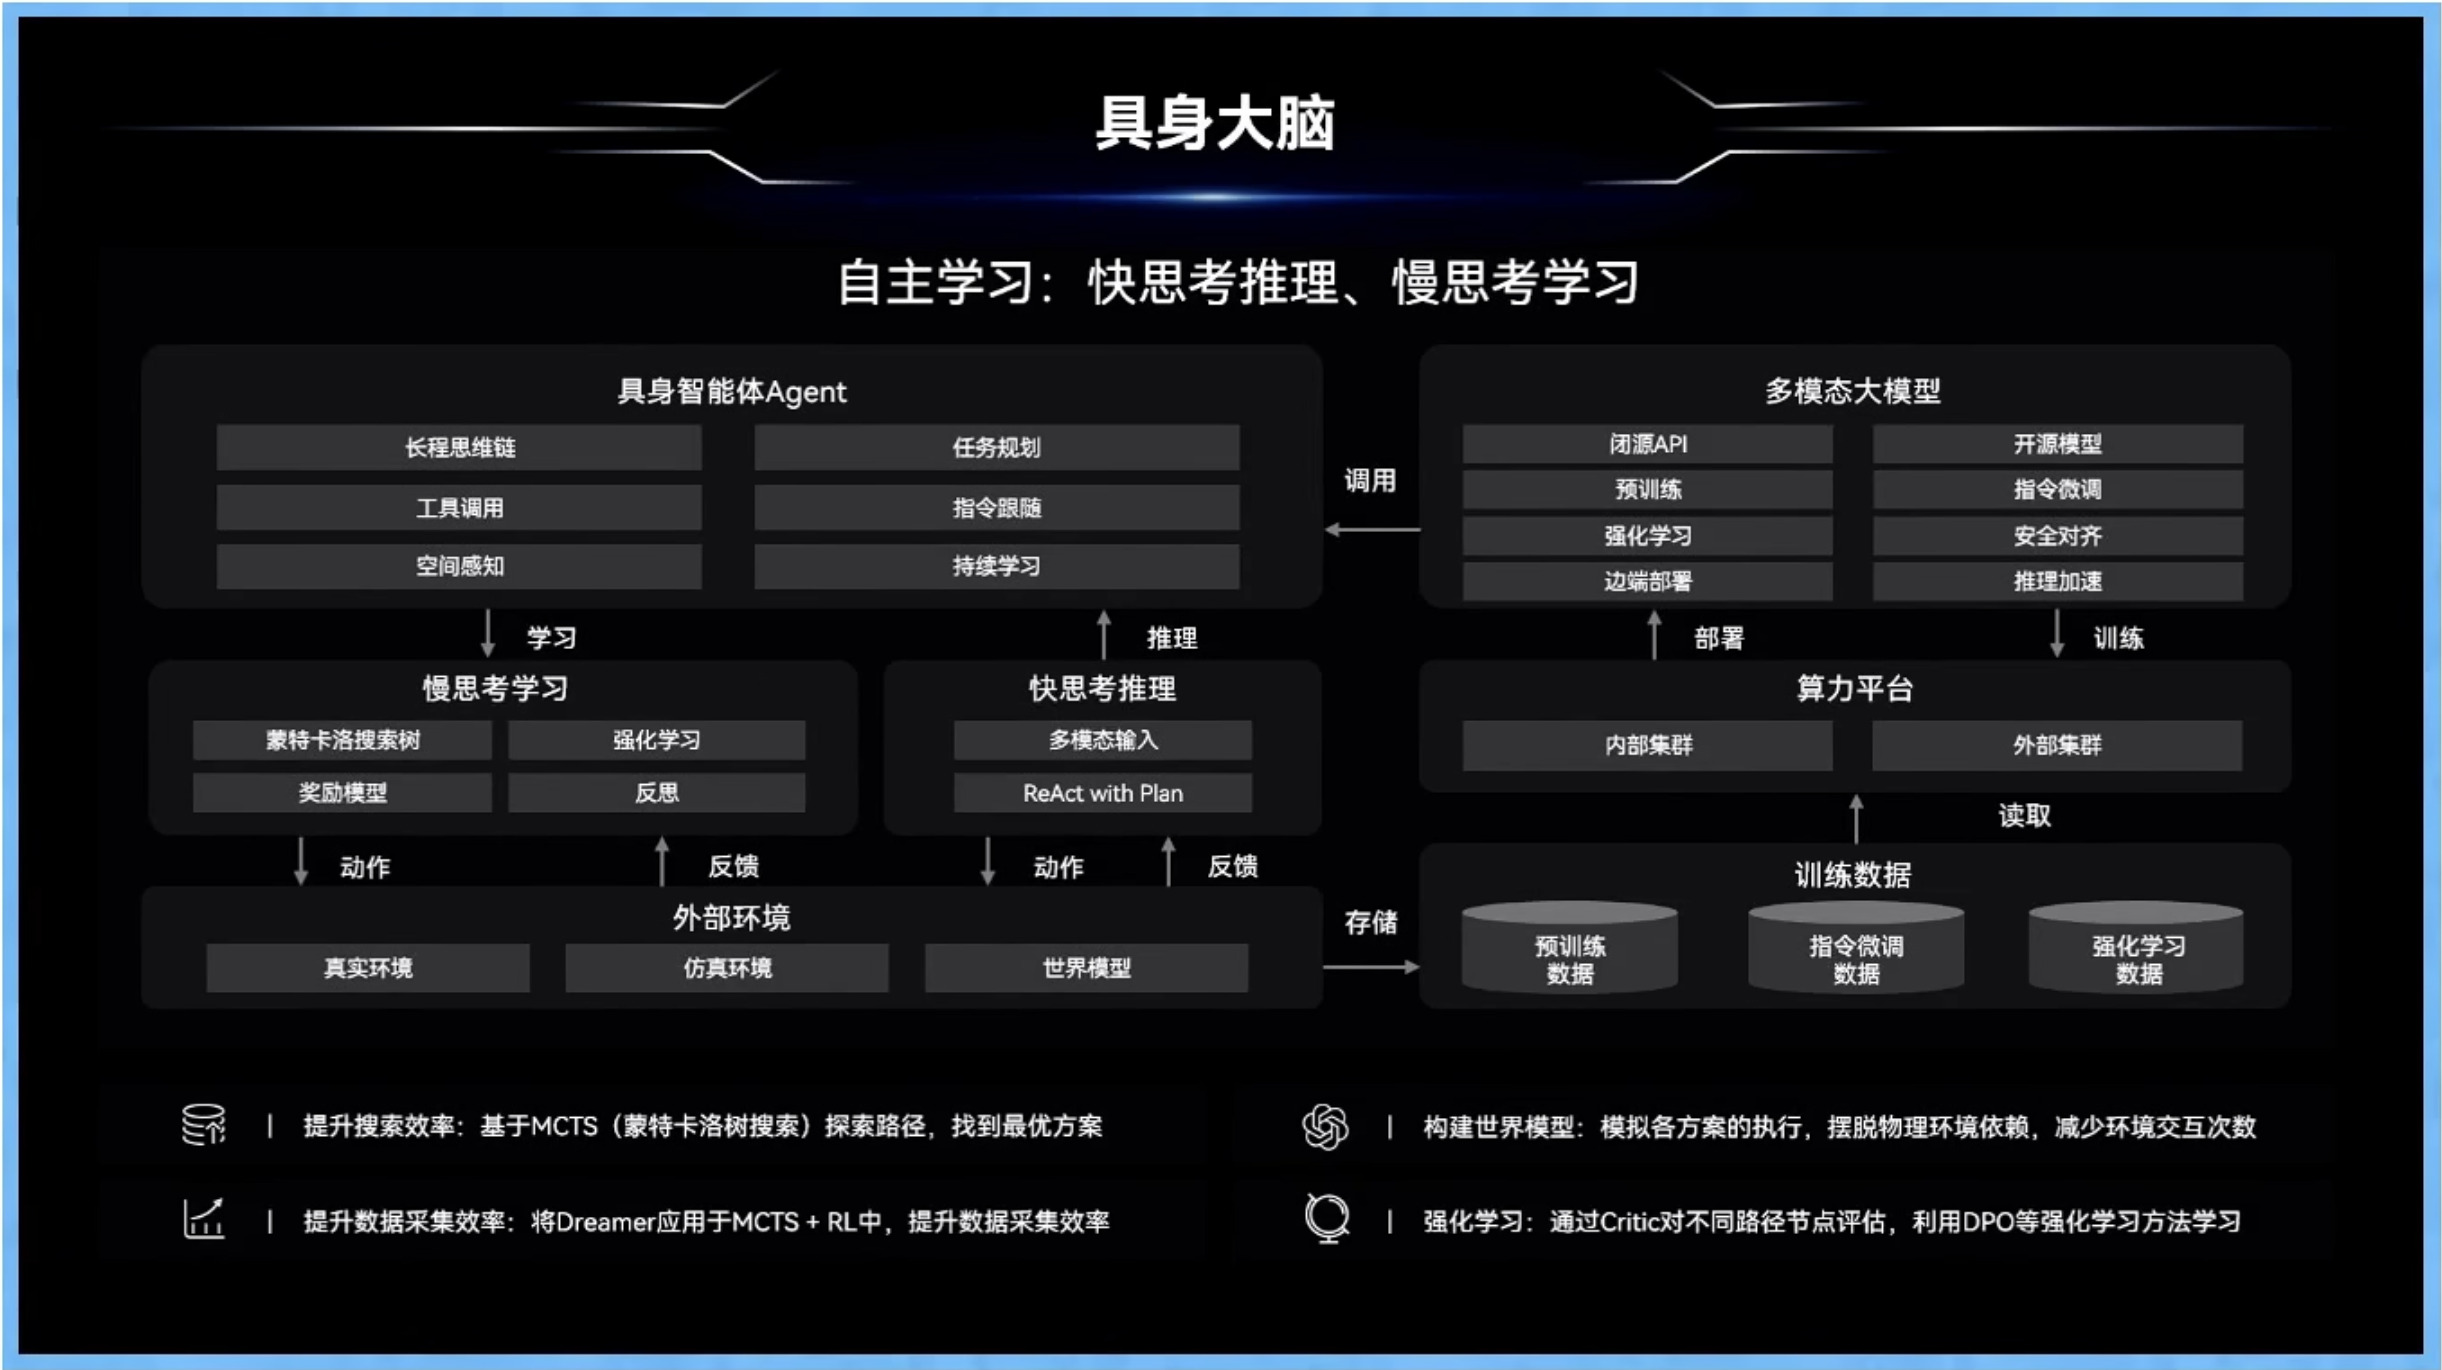 具身大脑
自主学习：快思考推理、慢思考学习
具身智能体Agent
长程思维链
任务规划
工具调用
指令跟随
空间感知
持续学习
调用
多模态大模型
闭源API
开源模型
预训练
指令微调
强化学习
安全对齐
边端部署
推理加速
学习
推理
部署
训练
慢思考学习
蒙特卡洛搜索树
强化学习
奖励模型
反思
快思考推理
多模态输入
ReAct with Plan
算力平台
内部集群
外部集群
动作
反馈
动作
反馈
读取
外部环境
真实环境
仿真环境
世界模型
存储
训练数据
预训练
数据
指令微调
数据
强化学习
数据
提升搜索效率：基于MCTS（蒙特卡洛树搜索）探索路径，找到最优方案
构建世界模型：模拟各方案的执行，摆脱物理环境依赖，减少环境交互次数
提升数据采集效率：将Dreamer应用于MCTS + RL中，提升数据采集效率
强化学习：通过Critic对不同路径节点评估，利用DPO等强化学习方法学习